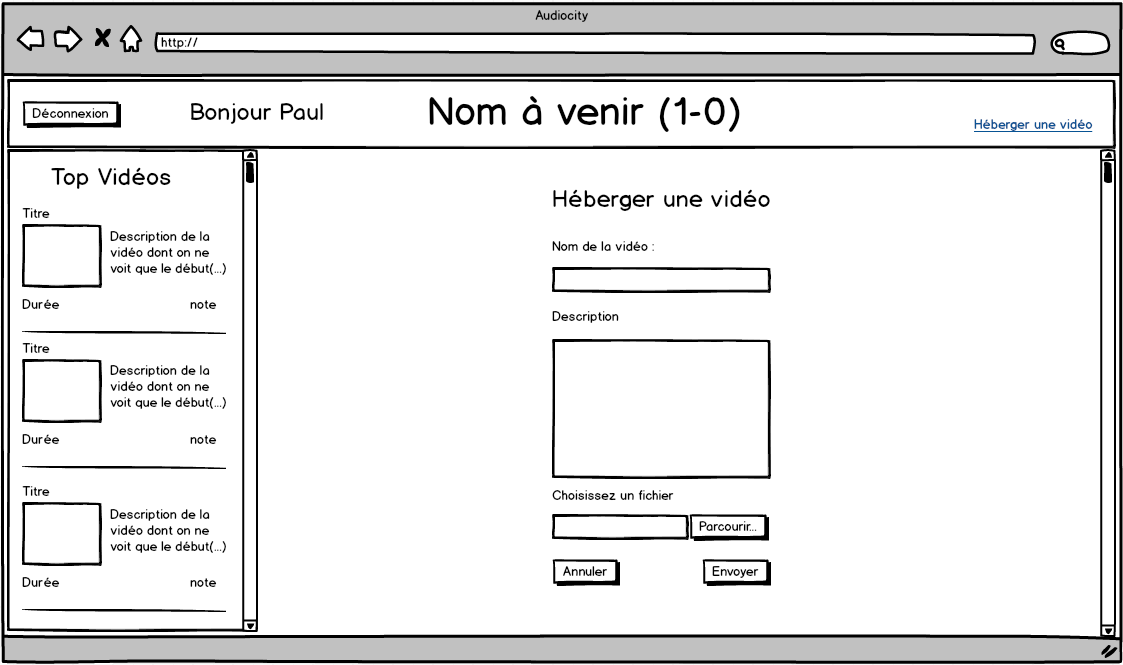 Audiocity
http://
Déconnexion
Bonjour Paul
Nom à venir (1-0)
Héberger une vidéo
Top Vidéos
Titre
Description de la
vidéo dont on ne
voit que le début(...)
Durée
note
Titre
Description de la
vidéo dont on ne
voit que le début(...)
Durée
note
Titre
Description de la
vidéo dont on ne
voit que le début(...)
Durée
note
Héberger une vidéo
Nom de la vidéo :
Description
Choisissez un fichier
Parcourir...
Annuler
Envoyer